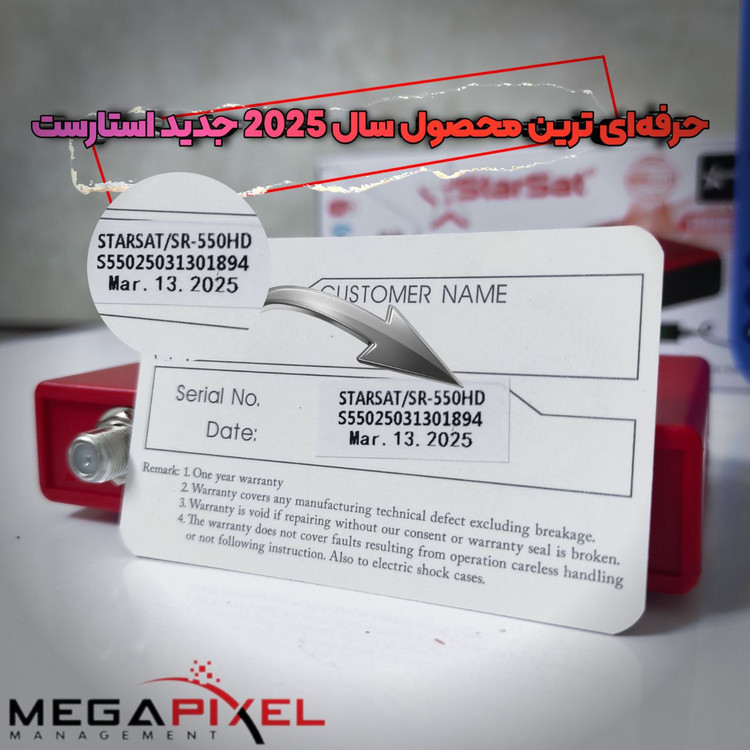 حرفه‌ای ترین محصول سال 2025 جدید استارست
StarSat
STARSAT/SR-550HD
S55025031301894
Mar. 13. 2025
CUSTOMER NAME
Serial No.
STARSAT/SR-550HD
S55025031301894
Date:
Mar. 13. 2025
Remark: 1. One year warranty
2. Warranty covers any manufacturing technical defect excluding breakage.
3. Warranty is void if repairing without our consent or warranty seal is broken.
4. The warranty does not cover faults resulting from operation careless handling
or not following instruction. Also to electric shock cases.
MEGAPIXEL
MANAGEMENT